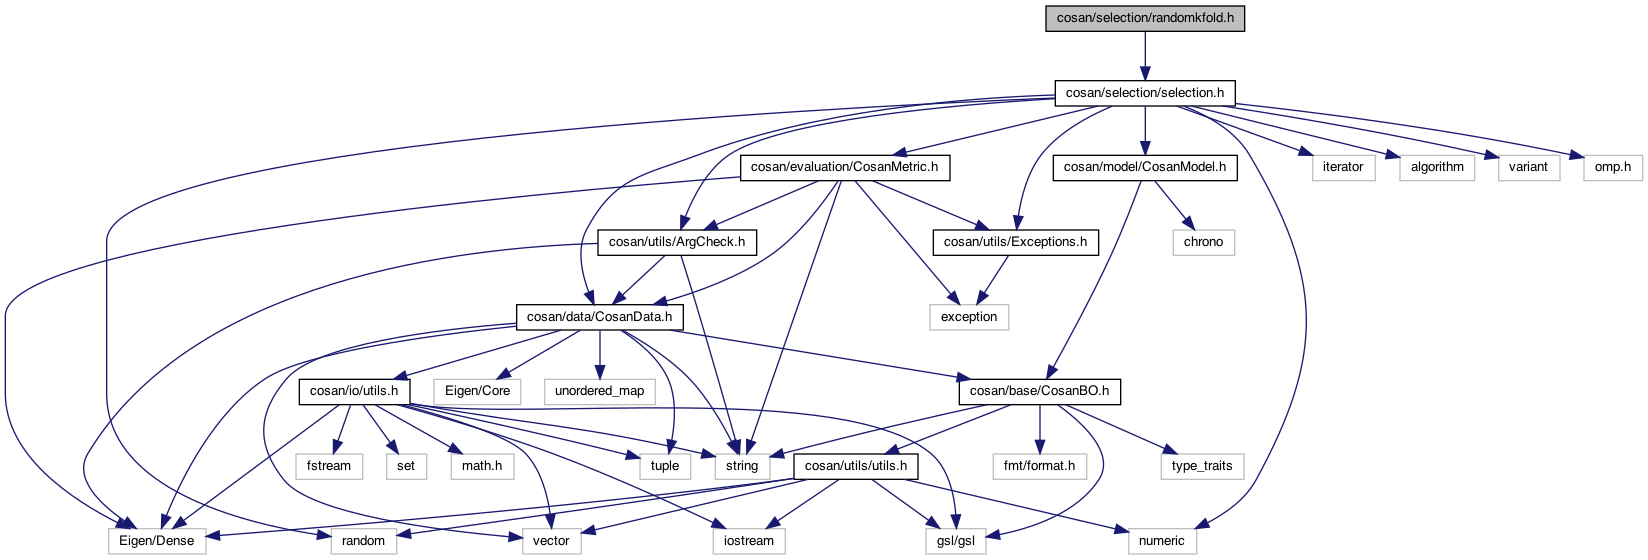 cosan/selection/randomkfold.h
cosan/selection/selection.h
cosan/evaluation/CosanMetric.h
cosan/model/CosanModel.h
iterator
algorithm
variant
omp.h
cosan/utils/ArgCheck.h
cosan/utils/Exceptions.h
chrono
cosan/data/CosanData.h
exception
cosan/io/utils.h
Eigen/Core
unordered_map
cosan/base/CosanBO.h
fstream
set
math.h
tuple
string
cosan/utils/utils.h
fmt/format.h
type_traits
Eigen/Dense
random
vector
iostream
gsl/gsl
numeric